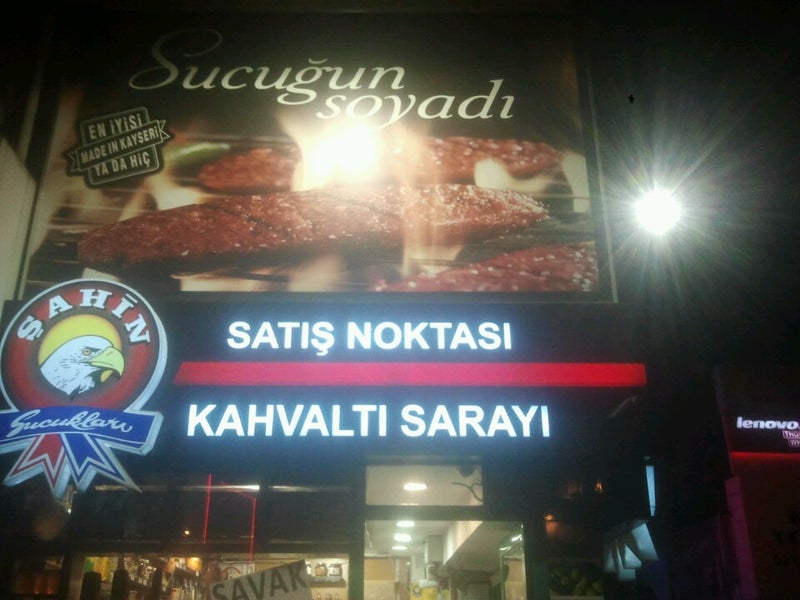 Sucuğun
soyadı
EN İYİSİ
MADE IN KAYSERİ
YA DA HİÇ
ŞAHİN
Sucukları
SATIŞ NOKTASI
KAHVALTI SARAYI
lenovo
SAVAK